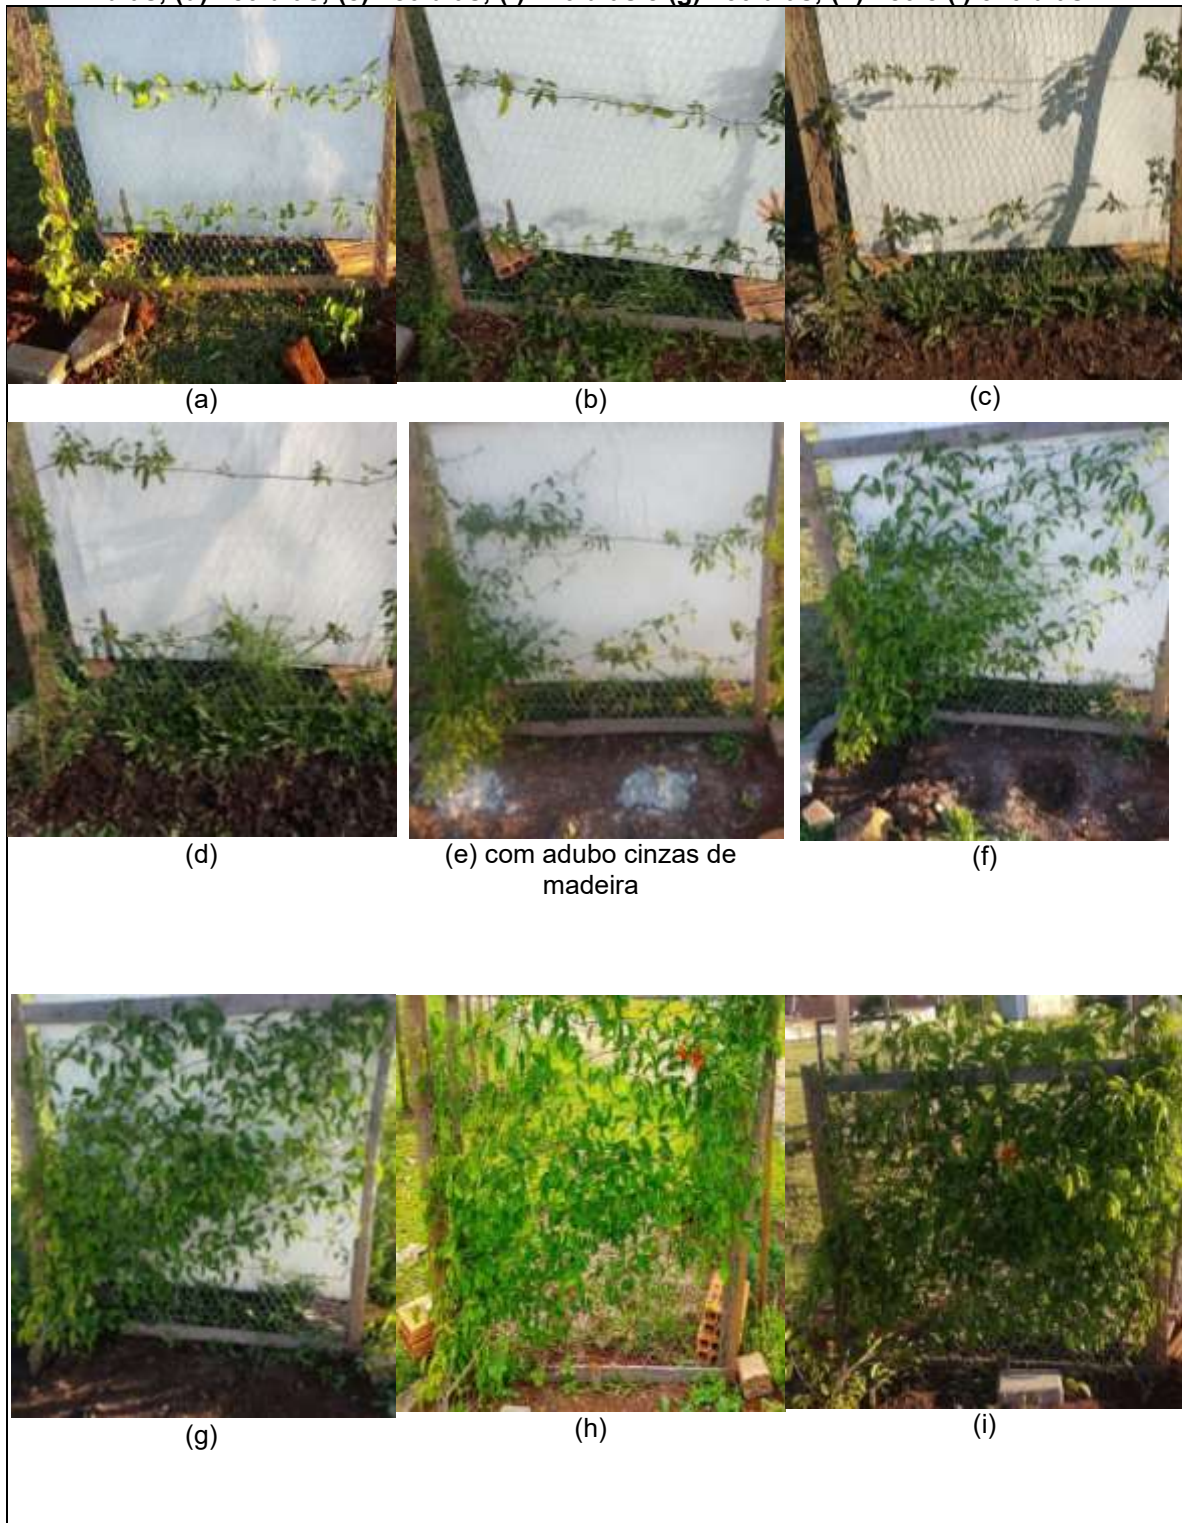 (a)
(b)
(c)
(d)
(e) com adubo cinzas de
madeira
(f)
(g)
(h)
(i)